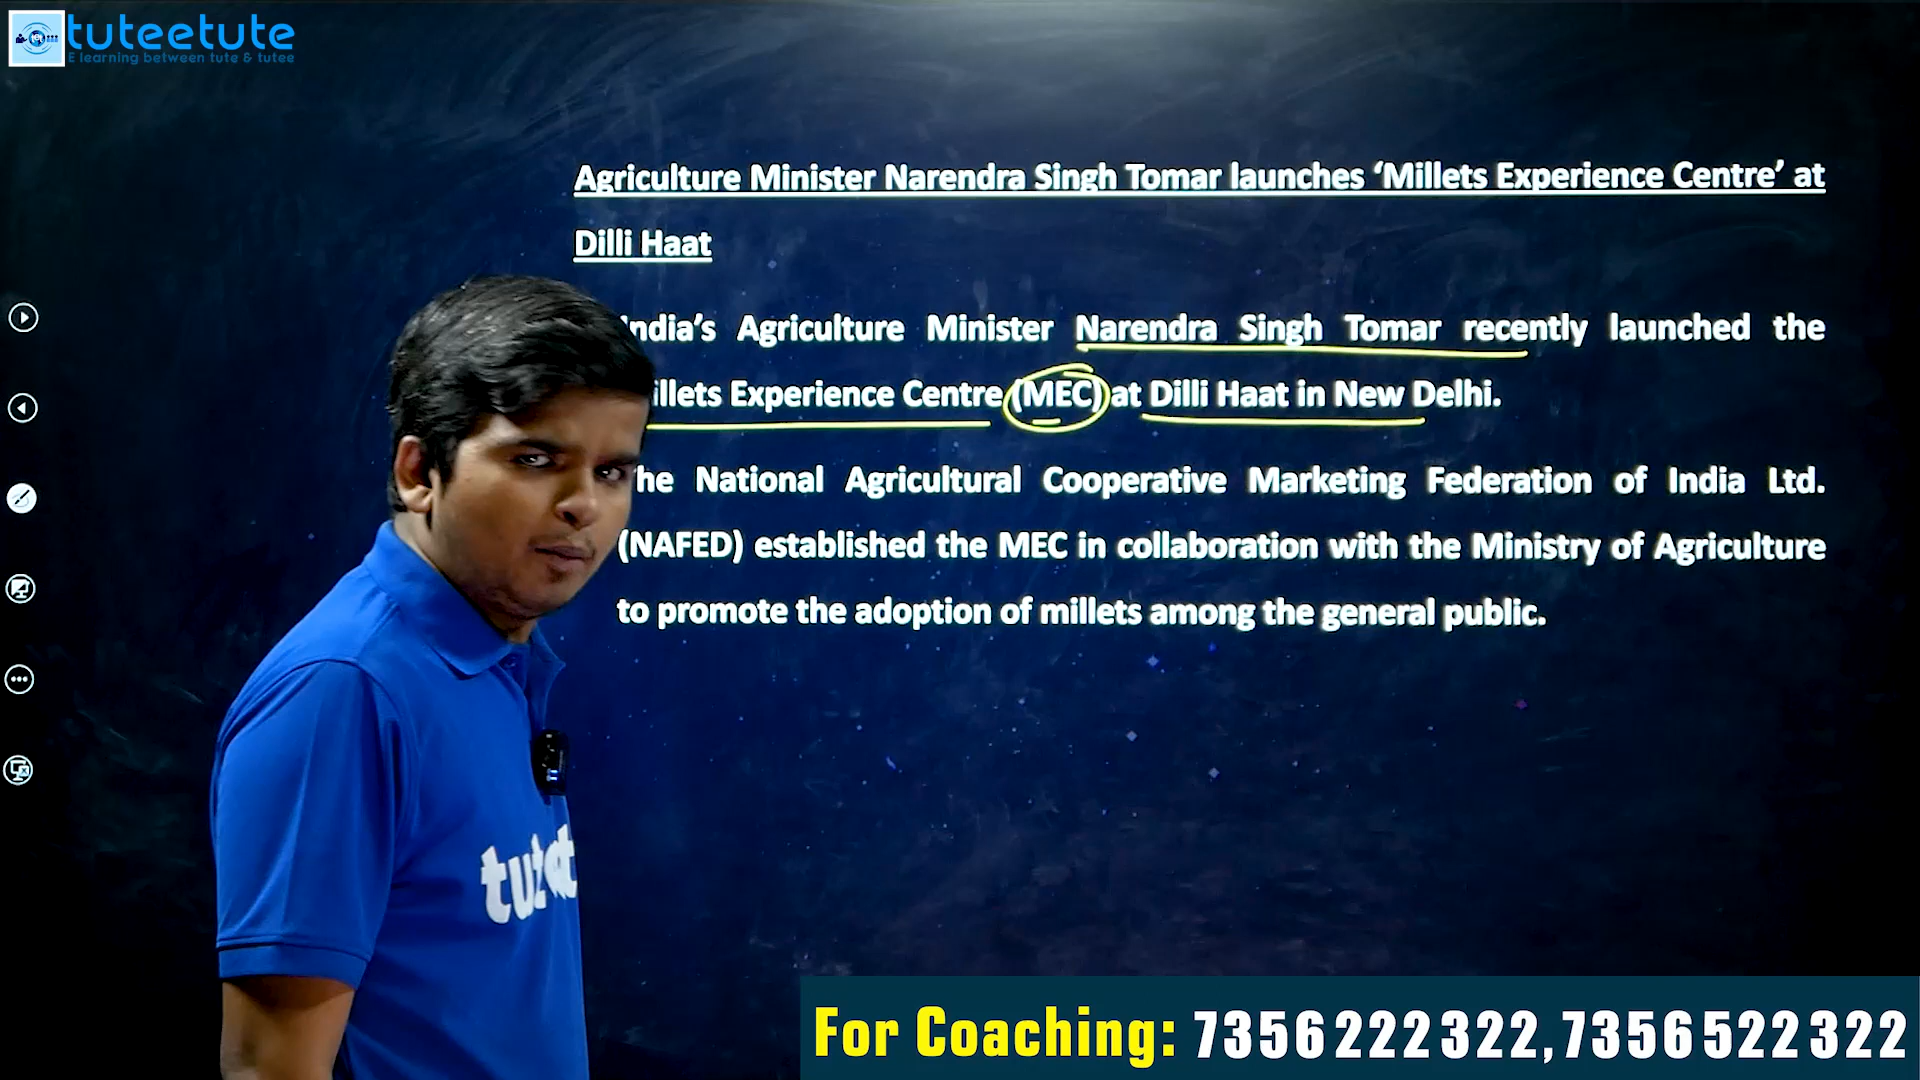 tuteetute
E learning between tute & tutee
Agriculture Minister Narendra Singh Tomar launches ‘Millets Experience Centre’ at
Dilli Haat
India’s Agriculture Minister Narendra Singh Tomar recently launched the
illets Experience Centre (MEC) at Dilli Haat in New Delhi.
The National Agricultural Cooperative Marketing Federation of India Ltd.
(NAFED) established the MEC in collaboration with the Ministry of Agriculture
to promote the adoption of millets among the general public.
For Coaching: 7356222322,7356522322